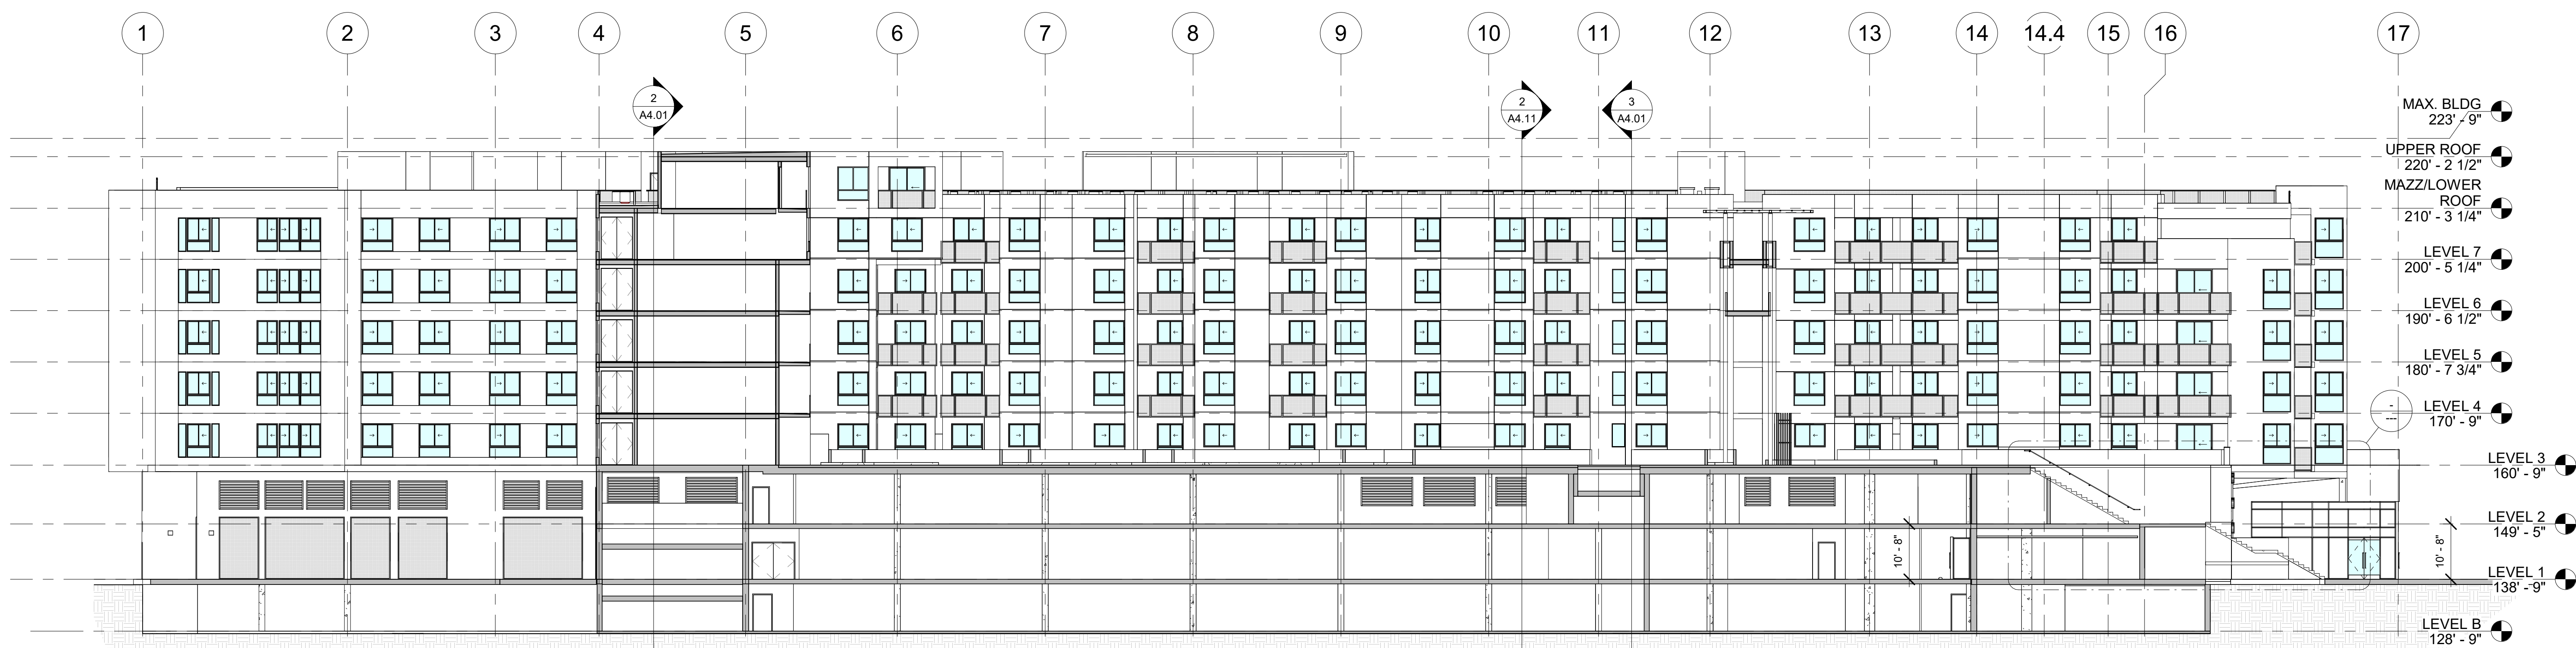 1
2
3
4
5
6
7
8
9
10
11
12
13
14
14.4
15
16
17
2
A4.01
2
A4.11
3
A4.01
MAX. BLDG
223' - 9"
UPPER ROOF
220' - 2 1/2"
MAZZ/LOWER
ROOF
210' - 3 1/4"
LEVEL 7
200' - 5 1/4"
LEVEL 6
190' - 6 1/2"
LEVEL 5
180' - 7 3/4"
LEVEL 4
170' - 9"
-
---
LEVEL 3
160' - 9"
LEVEL 2
149' - 5"
10' - 8"
10' - 8"
LEVEL 1
138' - 9"
LEVEL B
128' - 9"